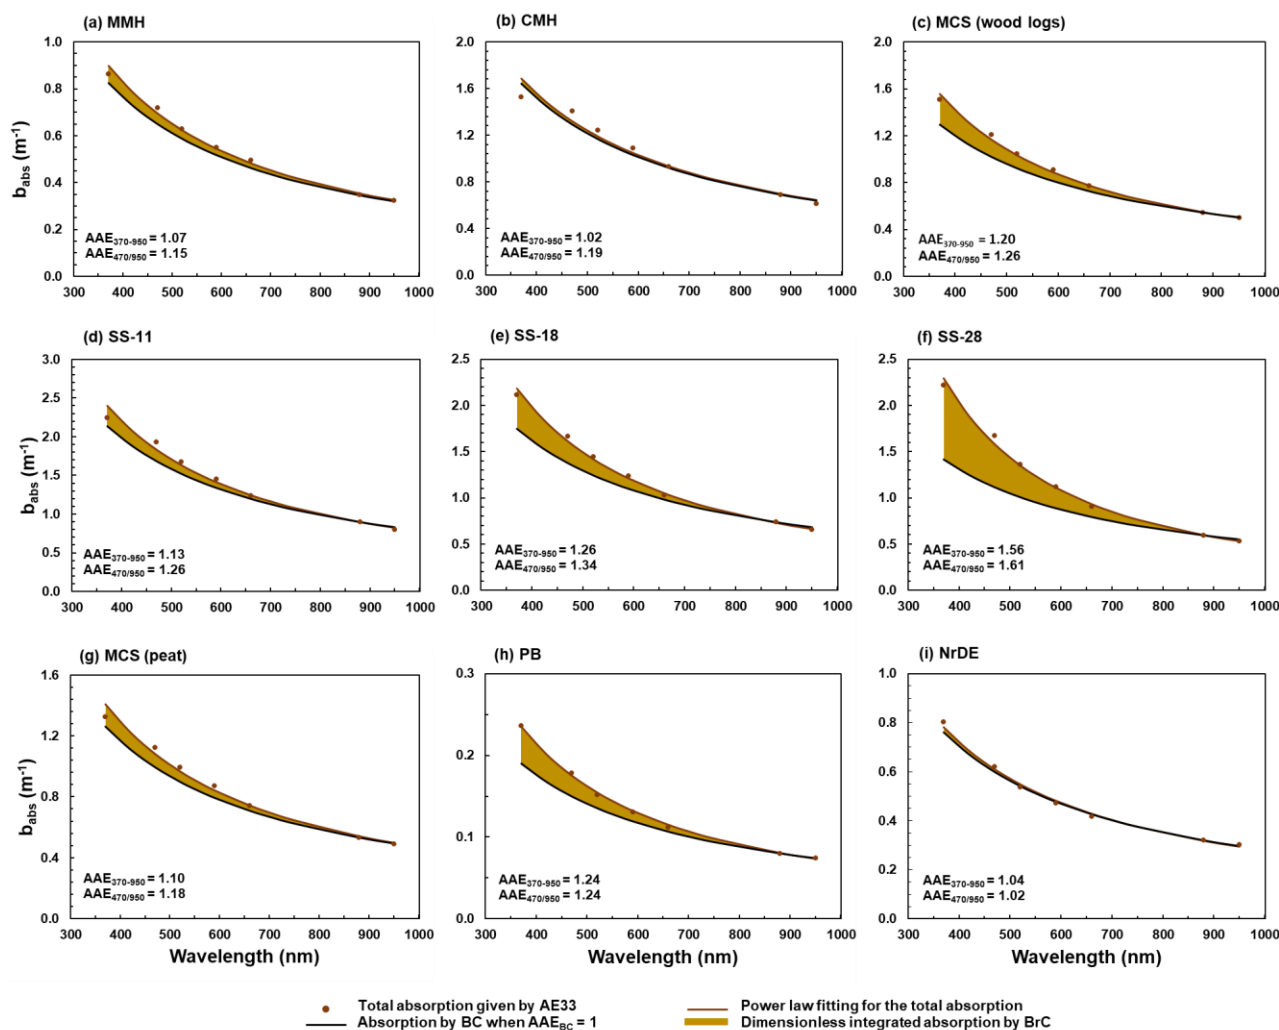 (a) MMH
b_abs (m⁻¹)
1.0
0.8
0.6
0.4
0.2
0.0
AAE₃₇₀₋₉₅₀ = 1.07
AAE₄₇₀/₉₅₀ = 1.15
300 400 500 600 700 800 900 1000
(b) CMH
2.0
1.6
1.2
0.8
0.4
0.0
AAE₃₇₀₋₉₅₀ = 1.02
AAE₄₇₀/₉₅₀ = 1.19
300 400 500 600 700 800 900 1000
(c) MCS (wood logs)
2.0
1.6
1.2
0.8
0.4
0.0
AAE₃₇₀₋₉₅₀ = 1.20
AAE₄₇₀/₉₅₀ = 1.26
300 400 500 600 700 800 900 1000
(d) SS-11
b_abs (m⁻¹)
3.0
2.5
2.0
1.5
1.0
0.5
0.0
AAE₃₇₀₋₉₅₀ = 1.13
AAE₄₇₀/₉₅₀ = 1.26
300 400 500 600 700 800 900 1000
(e) SS-18
2.5
2.0
1.5
1.0
0.5
0.0
AAE₃₇₀₋₉₅₀ = 1.26
AAE₄₇₀/₉₅₀ = 1.34
300 400 500 600 700 800 900 1000
(f) SS-28
2.5
2.0
1.5
1.0
0.5
0.0
AAE₃₇₀₋₉₅₀ = 1.56
AAE₄₇₀/₉₅₀ = 1.61
300 400 500 600 700 800 900 1000
(g) MCS (peat)
b_abs (m⁻¹)
1.6
1.2
0.8
0.4
0.0
AAE₃₇₀₋₉₅₀ = 1.10
AAE₄₇₀/₉₅₀ = 1.18
300 400 500 600 700 800 900 1000
Wavelength (nm)
(h) PB
0.3
0.2
0.1
0.0
AAE₃₇₀₋₉₅₀ = 1.24
AAE₄₇₀/₉₅₀ = 1.24
300 400 500 600 700 800 900 1000
Wavelength (nm)
(i) NrDE
1.0
0.8
0.6
0.4
0.2
0.0
AAE₃₇₀₋₉₅₀ = 1.04
AAE₄₇₀/₉₅₀ = 1.02
300 400 500 600 700 800 900 1000
Wavelength (nm)
Total absorption given by AE33
Power law fitting for the total absorption
Absorption by BC when AAE_BC = 1
Dimensionless integrated absorption by BrC